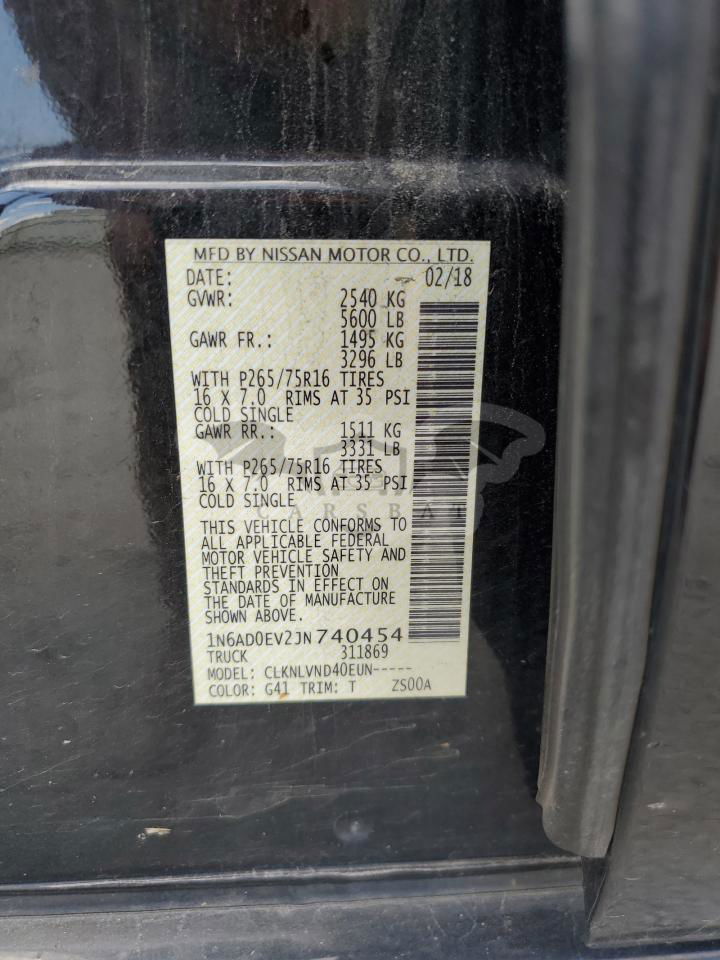 MFD BY NISSAN MOTOR CO., LTD.
DATE: 02/18
GVWR: 2540 KG
5600 LB
GAWR FR.: 1495 KG
3296 LB
WITH P265/75R16 TIRES
16 X 7.0 RIMS AT 35 PSI
COLD SINGLE
GAWR RR.: 1511 KG
3331 LB
WITH P265/75R16 TIRES
16 X 7.0 RIMS AT 35 PSI
COLD SINGLE
CARSBAT
THIS VEHICLE CONFORMS TO
ALL APPLICABLE FEDERAL
MOTOR VEHICLE SAFETY AND
THEFT PREVENTION
STANDARDS IN EFFECT ON
THE DATE OF MANUFACTURE
SHOWN ABOVE.
1N6AD0EV2JN740454
TRUCK 311869
MODEL: CLKNLVND40EUN-----
COLOR: G41 TRIM: T ZS00A